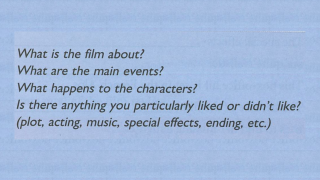 What is the film about?
What are the main events?
What happens to the characters?
Is there anything you particularly liked or didn't like?
(plot, acting, music, special effects, ending, etc.)